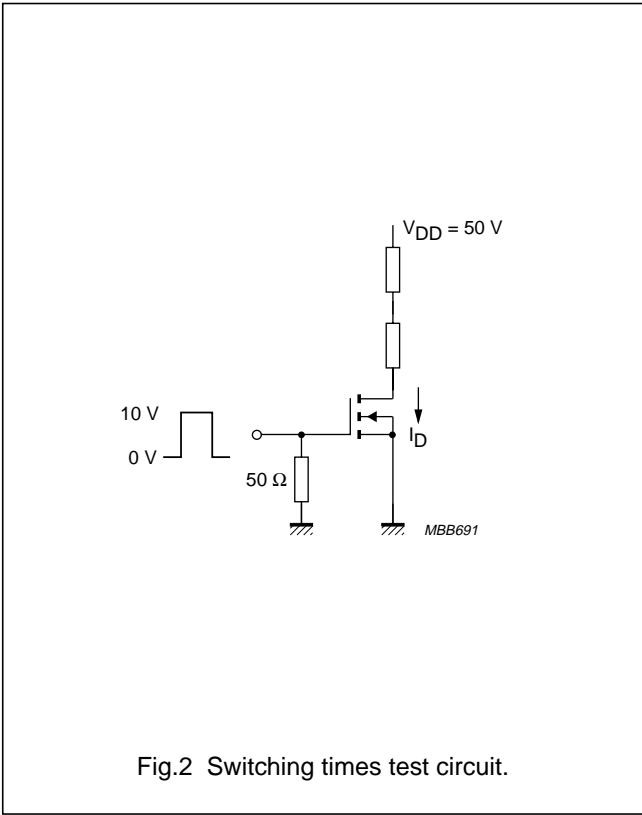 V_DD = 50 V
10 V
0 V
I_D
50 Ω
MBB691
Fig.2 Switching times test circuit.